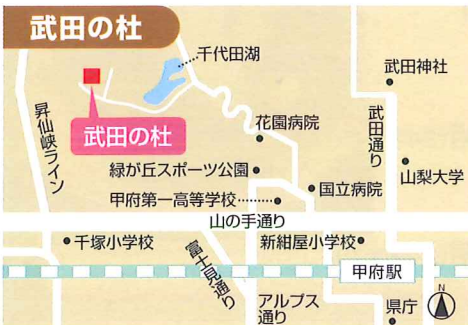 武田の杜
千代田湖
武田神社
武田の杜
花園病院
武田通り
昇仙峡ライン
緑が丘スポーツ公園
山梨大学
国立病院
甲府第一高等学校
山の手通り
千塚小学校
新紺屋小学校
富士見通り
甲府駅
アルプス
通り
県庁
N